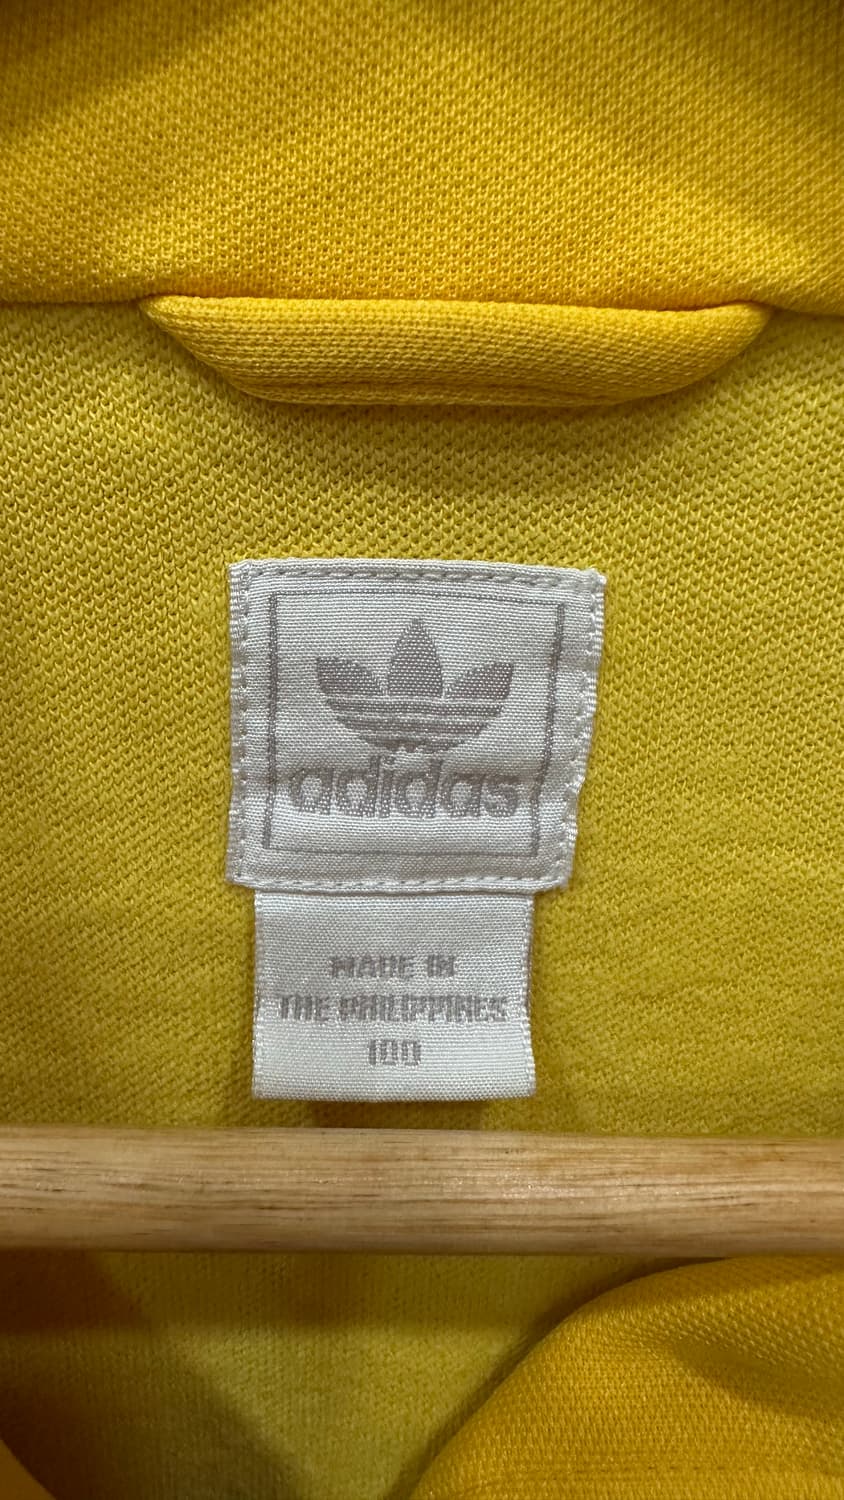 adidas
MADE IN
THE PHILIPPINES
100